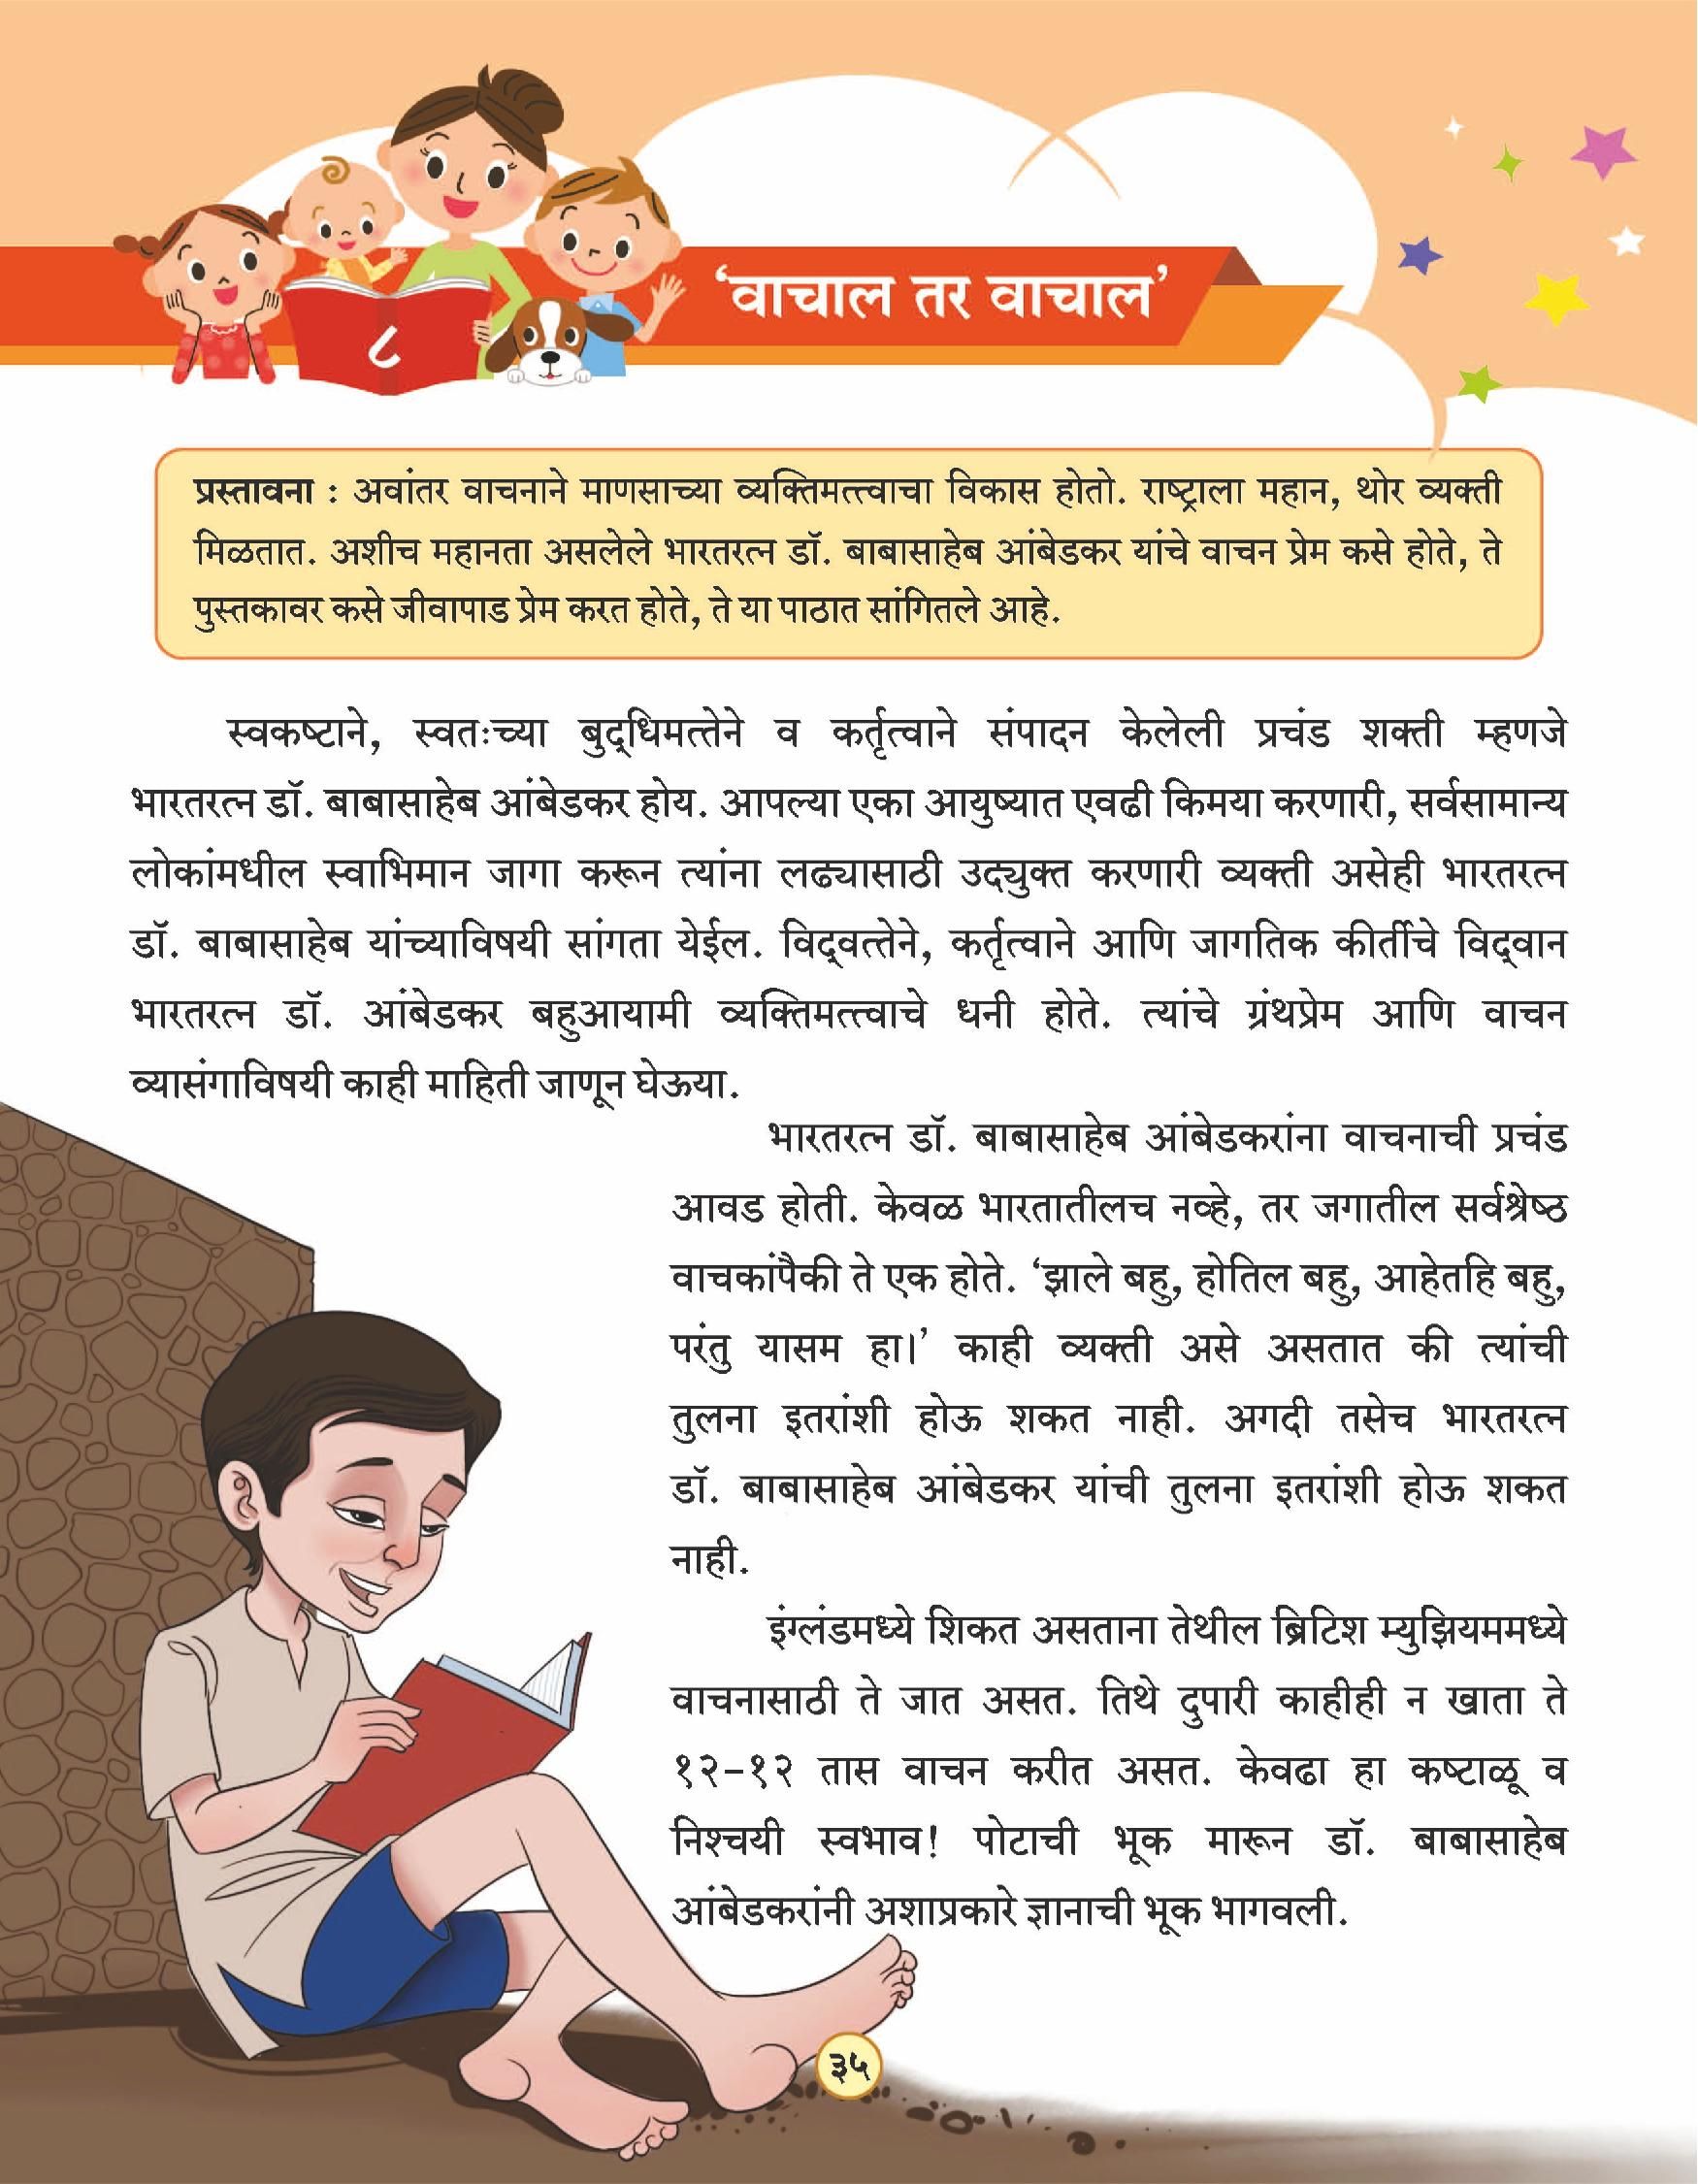 ८
‘वाचाल तर वाचाल’
प्रस्तावना : अवांतर वाचनाने माणसाच्या व्यक्तिमत्त्वाचा विकास होतो. राष्ट्राला महान, थोर व्यक्ती
मिळतात. अशीच महानता असलेले भारतरत्न डॉ. बाबासाहेब आंबेडकर यांचे वाचन प्रेम कसे होते, ते
पुस्तकावर कसे जीवापाड प्रेम करत होते, ते या पाठात सांगितले आहे.
स्वकष्टाने, स्वतःच्या बुद्‌धिमत्तेने व कर्तृत्वाने संपादन केलेली प्रचंड शक्ती म्हणजे
भारतरत्न डॉ. बाबासाहेब आंबेडकर होय. आपल्या एका आयुष्यात एवढी किमया करणारी, सर्वसामान्य
लोकांमधील स्वाभिमान जागा करून त्यांना लढ्यासाठी उद्युक्त करणारी व्यक्ती असेही भारतरत्न
डॉ. बाबासाहेब यांच्याविषयी सांगता येईल. विद्‌वत्तेने, कर्तृत्वाने आणि जागतिक कीर्तीचे विद्‌वान
भारतरत्न डॉ. आंबेडकर बहुआयामी व्यक्तिमत्त्वाचे धनी होते. त्यांचे ग्रंथप्रेम आणि वाचन
व्यासंगाविषयी काही माहिती जाणून घेऊया.
भारतरत्न डॉ. बाबासाहेब आंबेडकरांना वाचनाची प्रचंड
आवड होती. केवळ भारतातीलच नव्हे, तर जगातील सर्वश्रेष्ठ
वाचकांपैकी ते एक होते. ‘झाले बहु, होतिल बहु, आहेतहि बहु,
परंतु यासम हा।’ काही व्यक्ती असे असतात की त्यांची
तुलना इतरांशी होऊ शकत नाही. अगदी तसेच भारतरत्न
डॉ. बाबासाहेब आंबेडकर यांची तुलना इतरांशी होऊ शकत
नाही.
इंग्लंडमध्ये शिकत असताना तेथील ब्रिटिश म्युझियममध्ये
वाचनासाठी ते जात असत. तिथे दुपारी काहीही न खाता ते
१२-१२ तास वाचन करीत असत. केवढा हा कष्टाळू व
निश्चयी स्वभाव! पोटाची भूक मारून डॉ. बाबासाहेब
आंबेडकरांनी अशाप्रकारे ज्ञानाची भूक भागवली.
३५